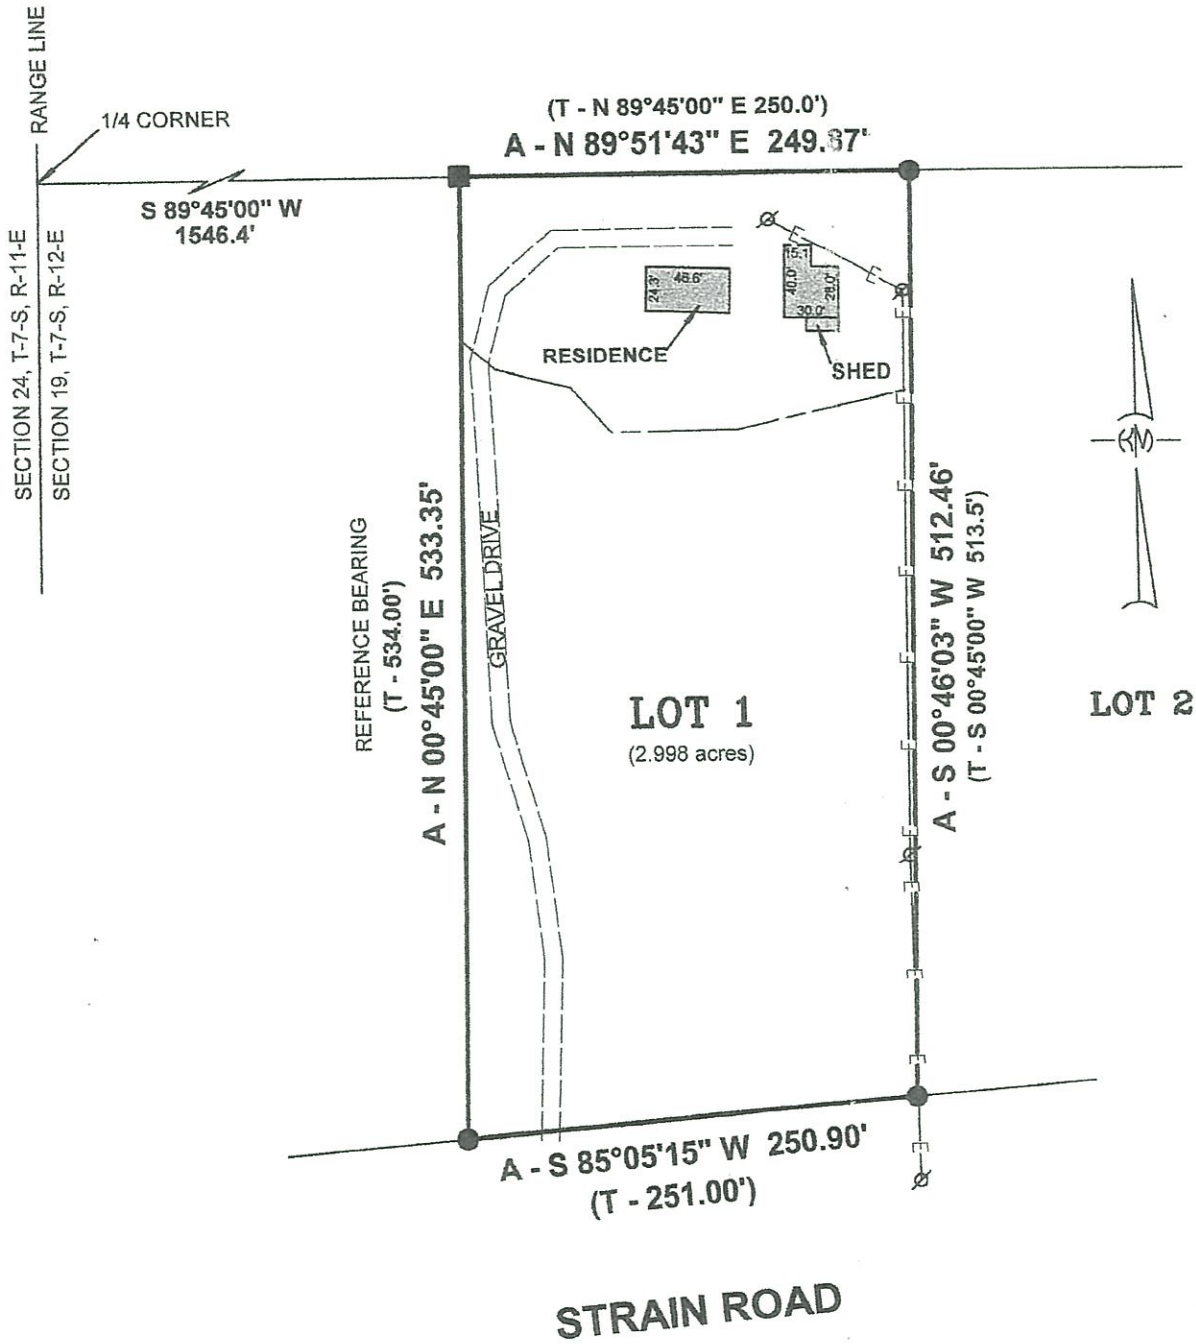 RANGE LINE
1/4 CORNER
(T - N 89°45'00" E 250.0')
A - N 89°51'43" E 249.87'
S 89°45'00" W
1546.4'
SECTION 24, T-7-S, R-11-E
SECTION 19, T-7-S, R-12-E
15.1
46.6'
24.3'
40.0'
28.0'
30.0'
RESIDENCE
SHED
KM
REFERENCE BEARING
(T - 534.00')
A - N 00°45'00" E 533.35'
GRAVEL DRIVE
LOT 1
(2.998 acres)
A - S 00°46'03" W 512.46'
(T - S 00°45'00" W 513.5')
LOT 2
E
E
E
E
E
E
E
E
E
E
E
E
E
E
A - S 85°05'15" W 250.90'
(T - 251.00')
STRAIN ROAD